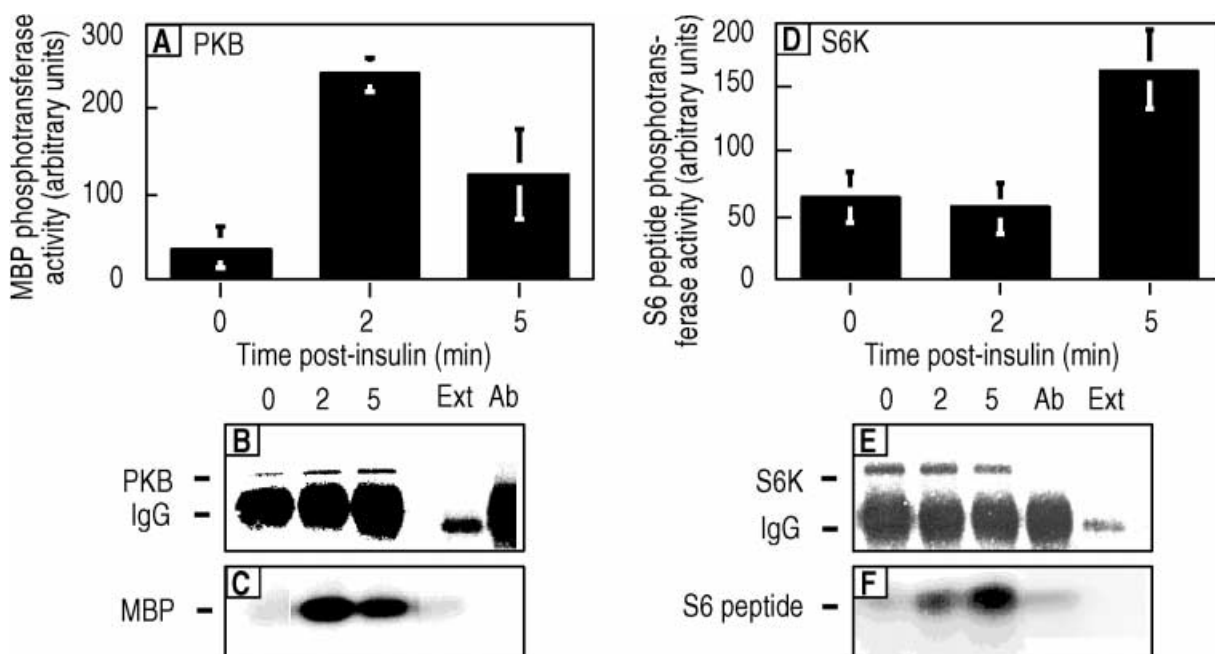 A PKB
MBP phosphotransferase
activity (arbitrary units)
300
200
100
0
0 2 5
Time post-insulin (min)
0 2 5 Ext Ab
B
PKB
IgG
C
MBP
D S6K
S6 peptide phosphotrans-
ferase activity (arbitrary units)
200
150
100
50
0
0 2 5
Time post-insulin (min)
0 2 5 Ab Ext
E
S6K
IgG
F
S6 peptide